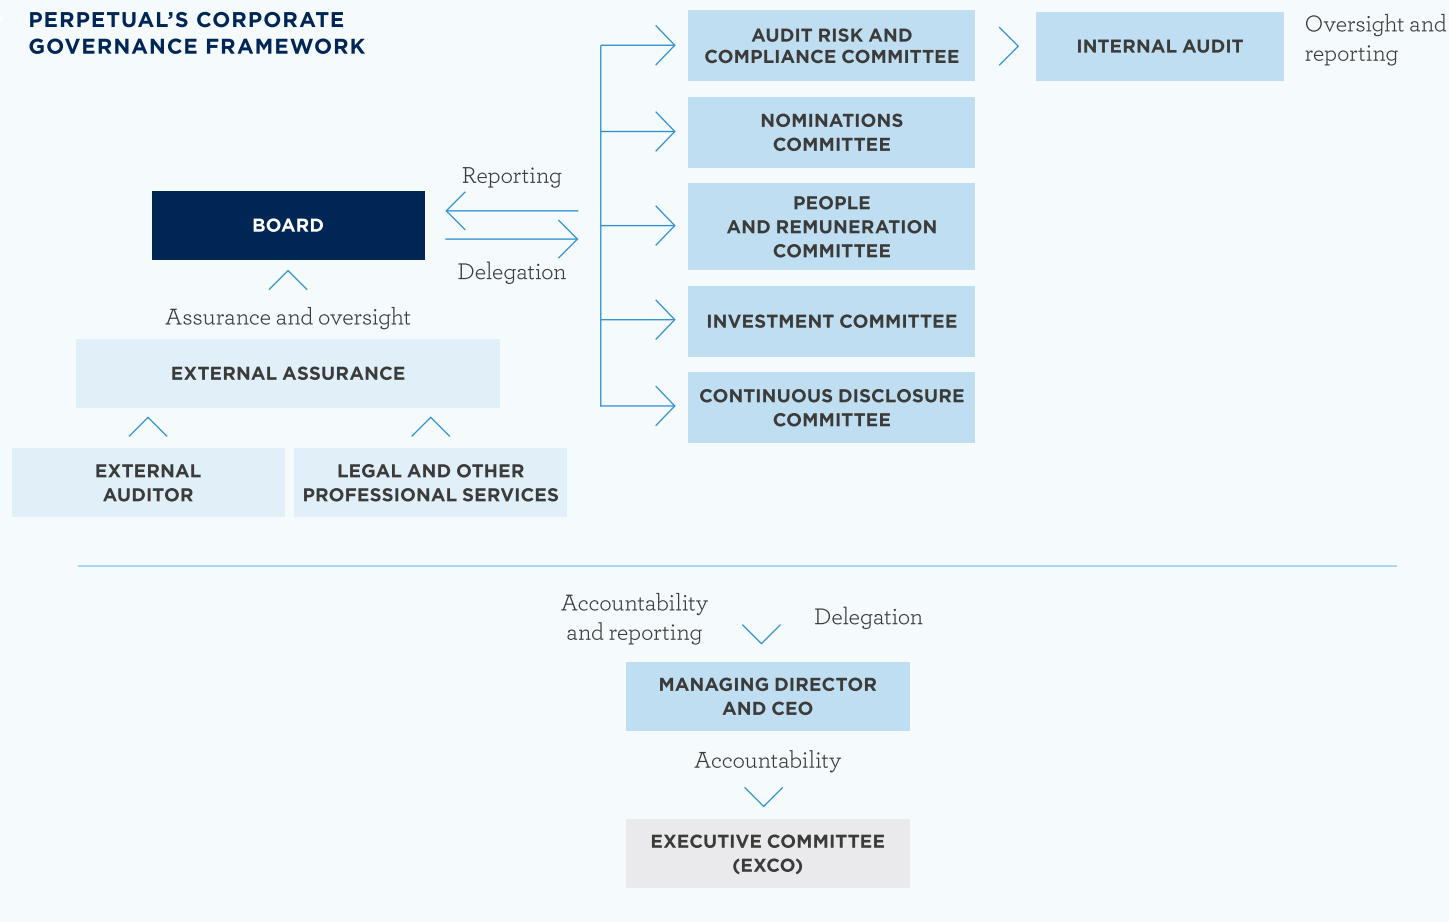 PERPETUAL’S CORPORATE
GOVERNANCE FRAMEWORK
AUDIT RISK AND
COMPLIANCE COMMITTEE
INTERNAL AUDIT
Oversight and
reporting
NOMINATIONS
COMMITTEE
Reporting
BOARD
Delegation
PEOPLE
AND REMUNERATION
COMMITTEE
Assurance and oversight
INVESTMENT COMMITTEE
EXTERNAL ASSURANCE
CONTINUOUS DISCLOSURE
COMMITTEE
EXTERNAL
AUDITOR
LEGAL AND OTHER
PROFESSIONAL SERVICES
Accountability
and reporting
Delegation
MANAGING DIRECTOR
AND CEO
Accountability
EXECUTIVE COMMITTEE
(EXCO)